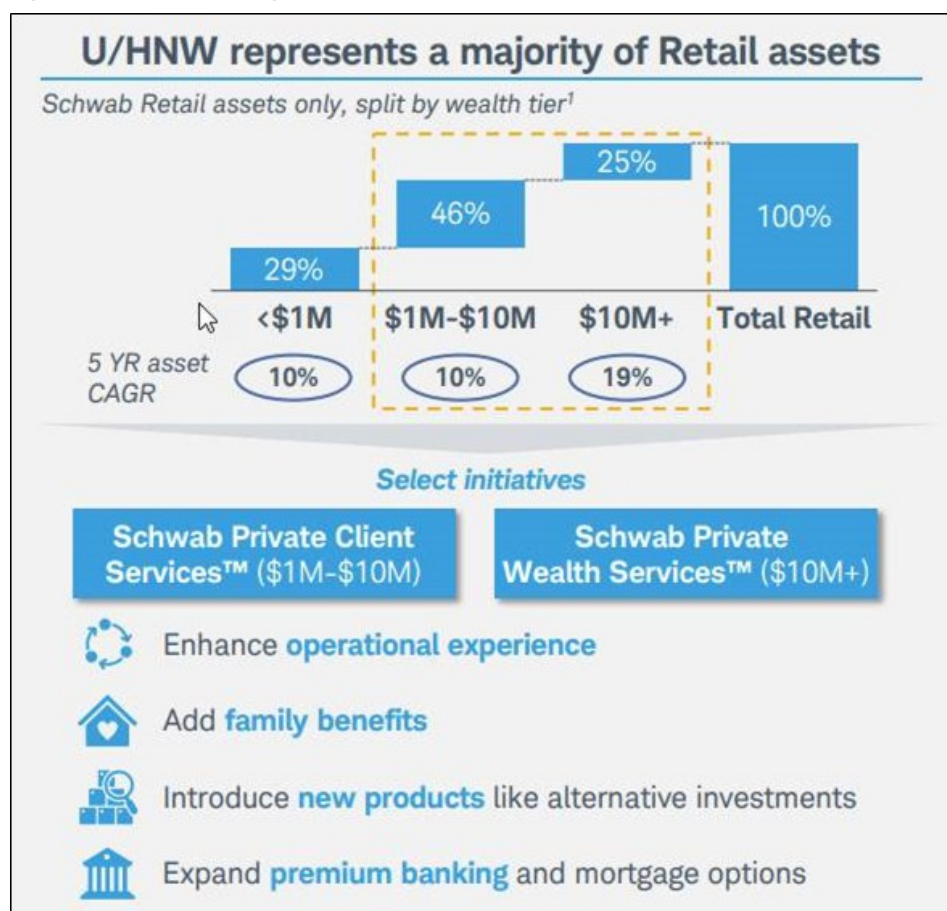 U/HNW represents a majority of Retail assets
Schwab Retail assets only, split by wealth tier¹
25%
46%
100%
29%
<$1M $1M-$10M $10M+ Total Retail
5 YR asset
CAGR
10% 10% 19%
Select initiatives
Schwab Private Client
Services™ ($1M-$10M)
Schwab Private
Wealth Services™ ($10M+)
Enhance operational experience
Add family benefits
Introduce new products like alternative investments
Expand premium banking and mortgage options